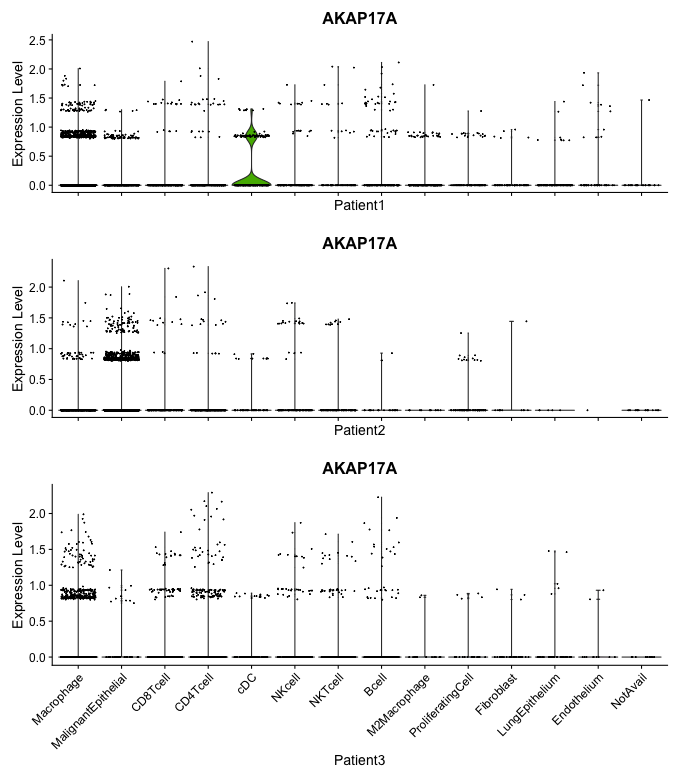 AKAP17A
Expression Level
2.5
2.0
1.5
1.0
0.5
0.0
Patient1
AKAP17A
Expression Level
2.0
1.5
1.0
0.5
0.0
Patient2
AKAP17A
Expression Level
2.0
1.5
1.0
0.5
0.0
Macrophage
MalignantEpithelial
CD8Tcell
CD4Tcell
cDC
NKcell
NKTcell
Bcell
M2Macrophage
ProliferatingCell
Fibroblast
LungEpithelium
Endothelium
NotAvail
Patient3